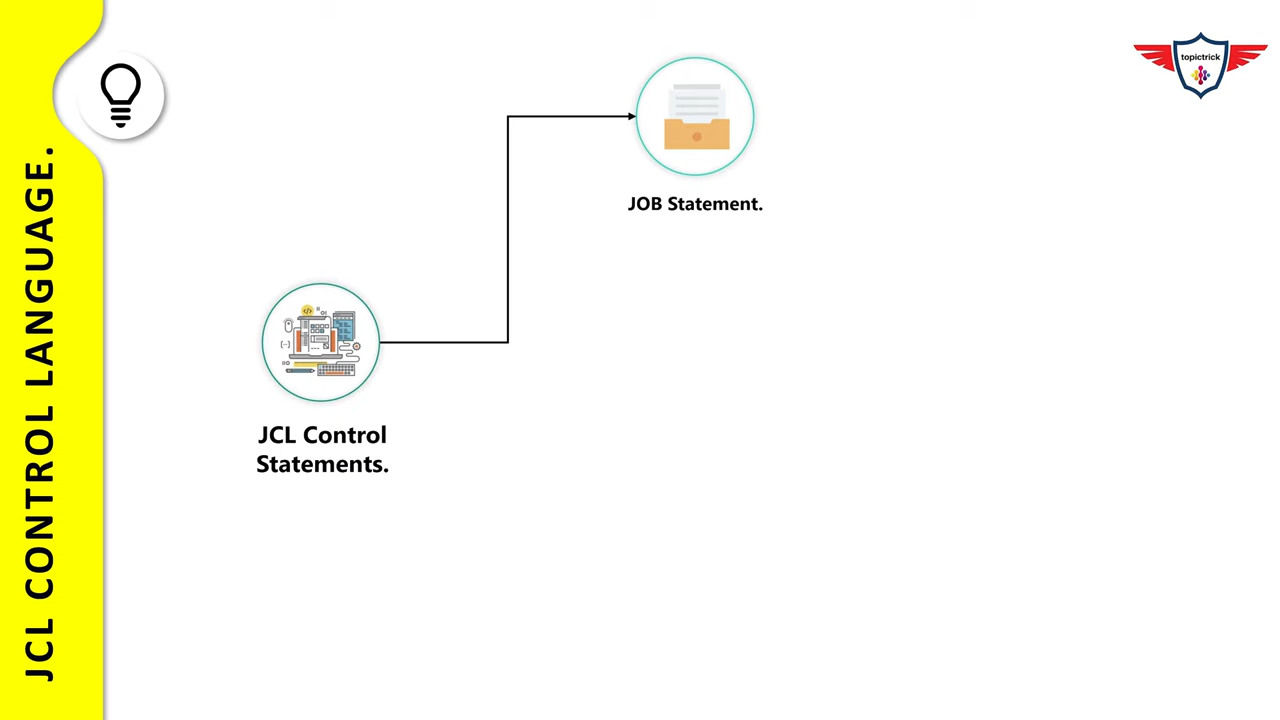 JCL CONTROL LANGUAGE.
topictrick
JOB Statement.
JCL Control
Statements.